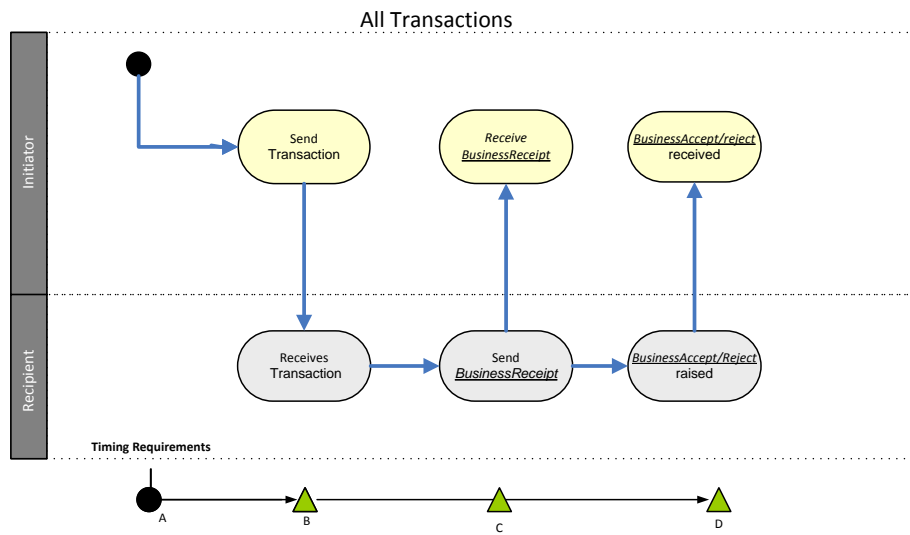 All Transactions
Initiator
Send
Transaction
Receive
BusinessReceipt
BusinessAccept/reject
received
Recipient
Receives
Transaction
Send
BusinessReceipt
BusinessAccept/Reject
raised
Timing Requirements
A
B
C
D